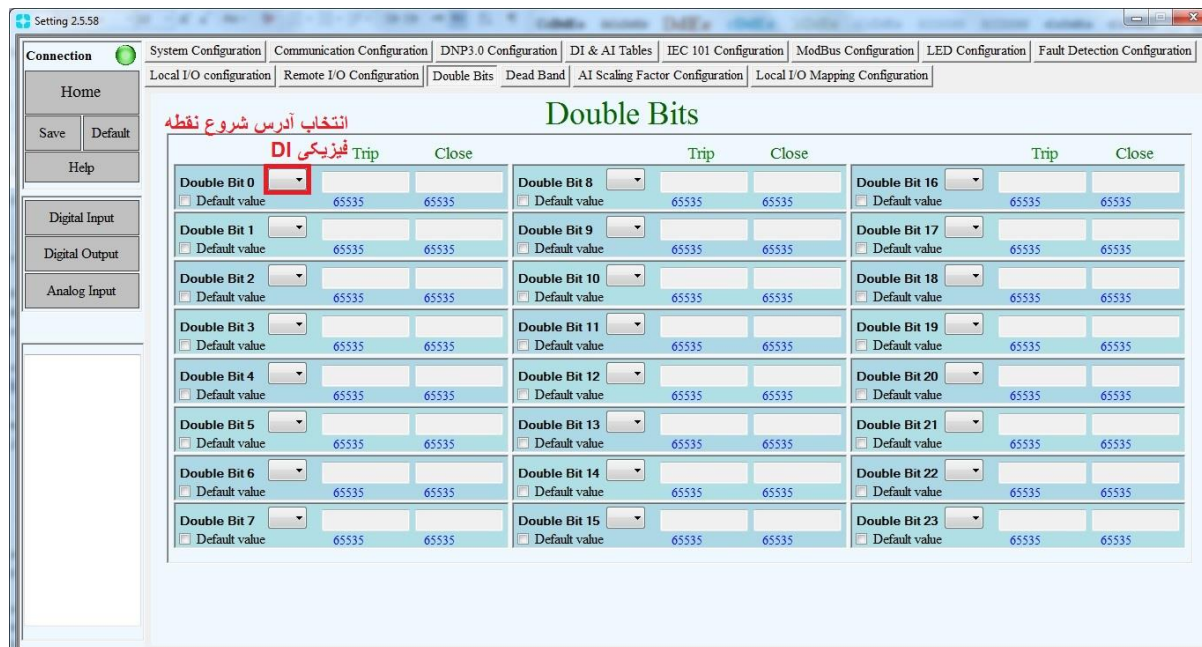 Setting 2.5.58
Connection
Home
Save Default
Help
Digital Input
Digital Output
Analog Input
System Configuration Communication Configuration DNP3.0 Configuration DI & AI Tables IEC 101 Configuration ModBus Configuration LED Configuration Fault Detection Configuration
Local I/O configuration Remote I/O Configuration Double Bits Dead Band AI Scaling Factor Configuration Local I/O Mapping Configuration
Double Bits
انتخاب آدرس شروع نقطه
فیزیکی DI
Trip Close Trip Close Trip Close
Double Bit 0 Double Bit 8 Double Bit 16
Default value 65535 65535 Default value 65535 65535 Default value 65535 65535
Double Bit 1 Double Bit 9 Double Bit 17
Default value 65535 65535 Default value 65535 65535 Default value 65535 65535
Double Bit 2 Double Bit 10 Double Bit 18
Default value 65535 65535 Default value 65535 65535 Default value 65535 65535
Double Bit 3 Double Bit 11 Double Bit 19
Default value 65535 65535 Default value 65535 65535 Default value 65535 65535
Double Bit 4 Double Bit 12 Double Bit 20
Default value 65535 65535 Default value 65535 65535 Default value 65535 65535
Double Bit 5 Double Bit 13 Double Bit 21
Default value 65535 65535 Default value 65535 65535 Default value 65535 65535
Double Bit 6 Double Bit 14 Double Bit 22
Default value 65535 65535 Default value 65535 65535 Default value 65535 65535
Double Bit 7 Double Bit 15 Double Bit 23
Default value 65535 65535 Default value 65535 65535 Default value 65535 65535